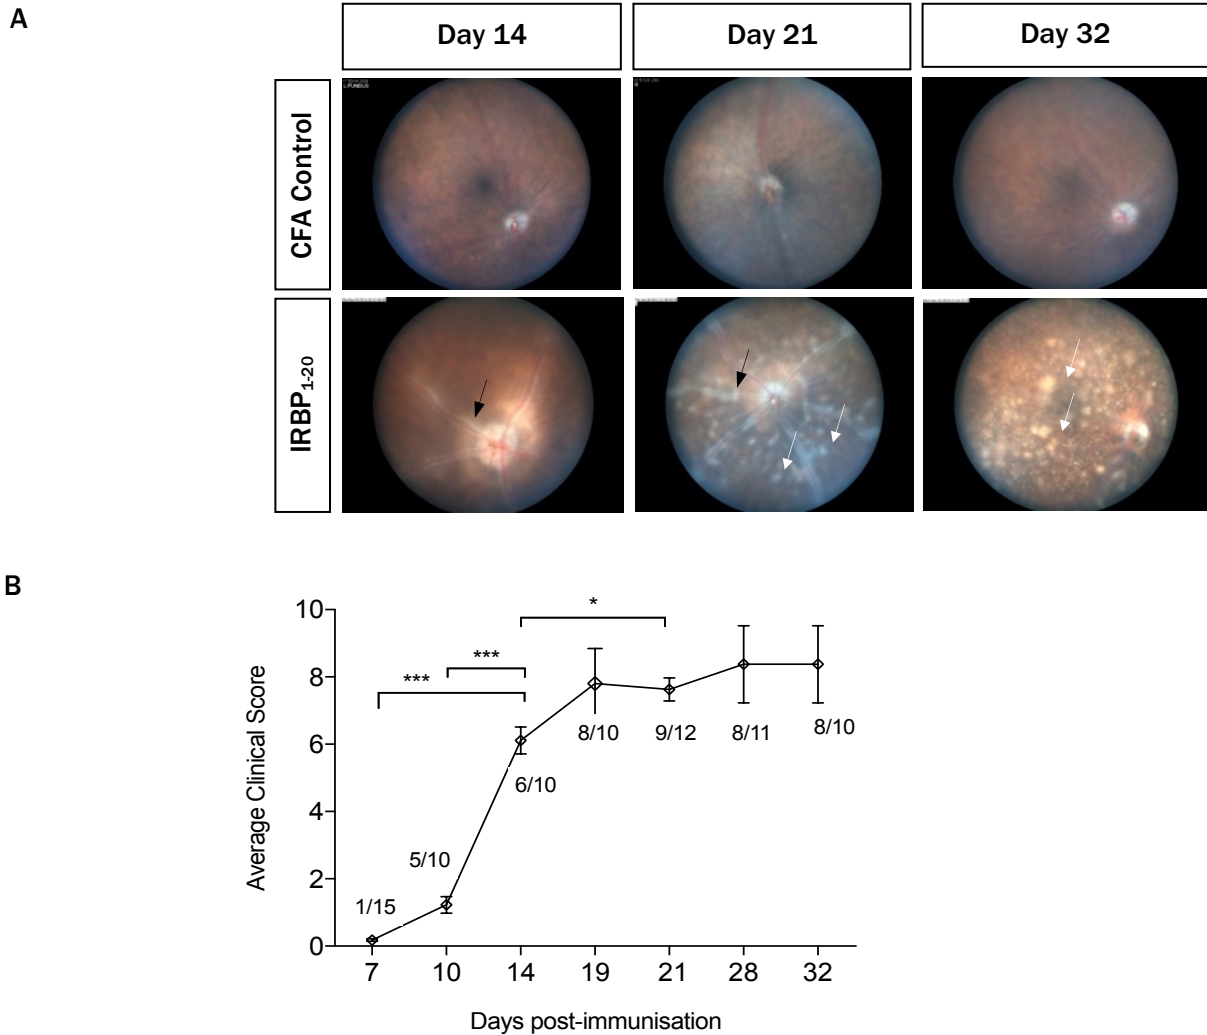 A
Day 14
Day 21
Day 32
CFA Control
IRBP1-20
B
Average Clinical Score
10
8
6
4
2
0
***
***
*
1/15
5/10
6/10
8/10
9/12
8/11
8/10
7 10 14 19 21 28 32
Days post-immunisation